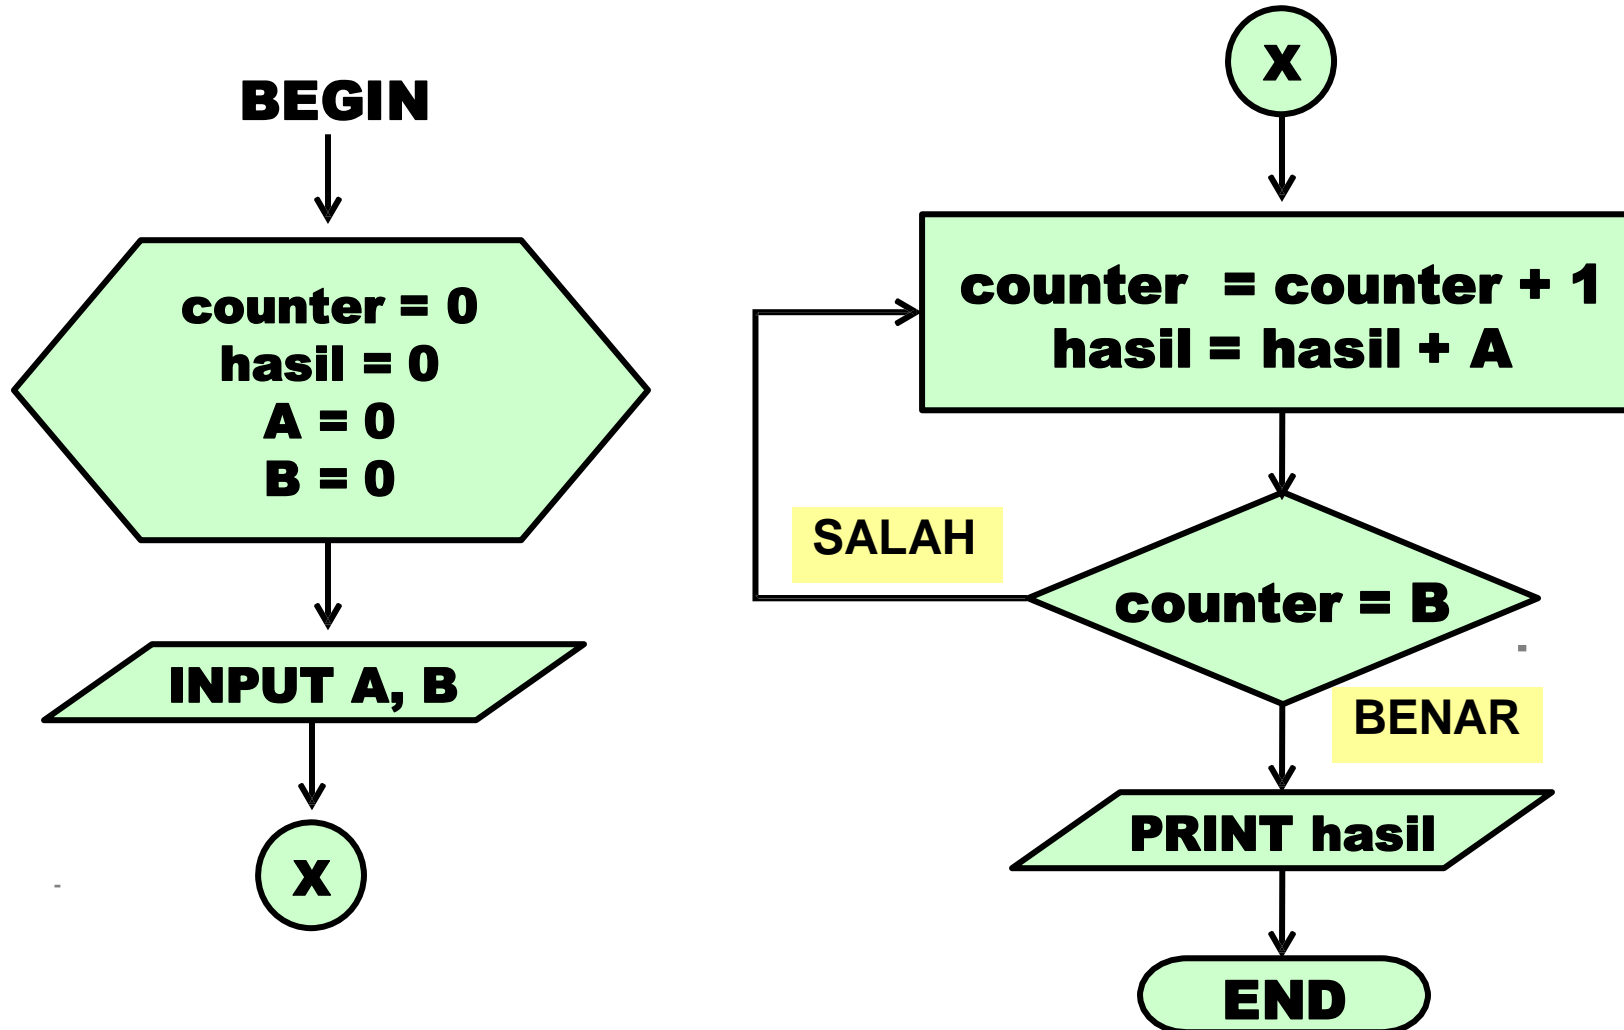 BEGIN
counter = 0
hasil = 0
A = 0
B = 0
INPUT A, B
X
X
counter = counter + 1
hasil = hasil + A
SALAH
counter = B
BENAR
PRINT hasil
END